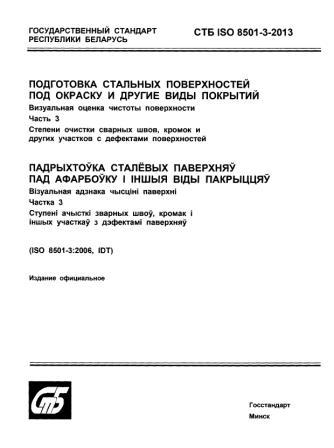 ГОСУДАРСТВЕННЫЙ СТАНДАРТ
РЕСПУБЛИКИ БЕЛАРУСЬ
СТБ ISO 8501-3-2013
ПОДГОТОВКА СТАЛЬНЫХ ПОВЕРХНОСТЕЙ
ПОД ОКРАСКУ И ДРУГИЕ ВИДЫ ПОКРЫТИЙ
Визуальная оценка чистоты поверхности
Часть 3
Степени очистки сварных швов, кромок и
других участков с дефектами поверхностей
ПАДРЫХТОЎКА СТАЛЁВЫХ ПАВЕРХНЯЎ
ПАД АФАРБОЎКУ І ІНШЫЯ ВІДЫ ПАКРЫЦЦЯЎ
Візуальная адзнака чысціні паверхні
Частка 3
Ступені ачысткі зварных швоў, кромак і
іншых участкаў з дэфектамі паверхняў
(ISO 8501-3:2006, IDT)
Издание официальное
СТБ
Госстандарт
Минск